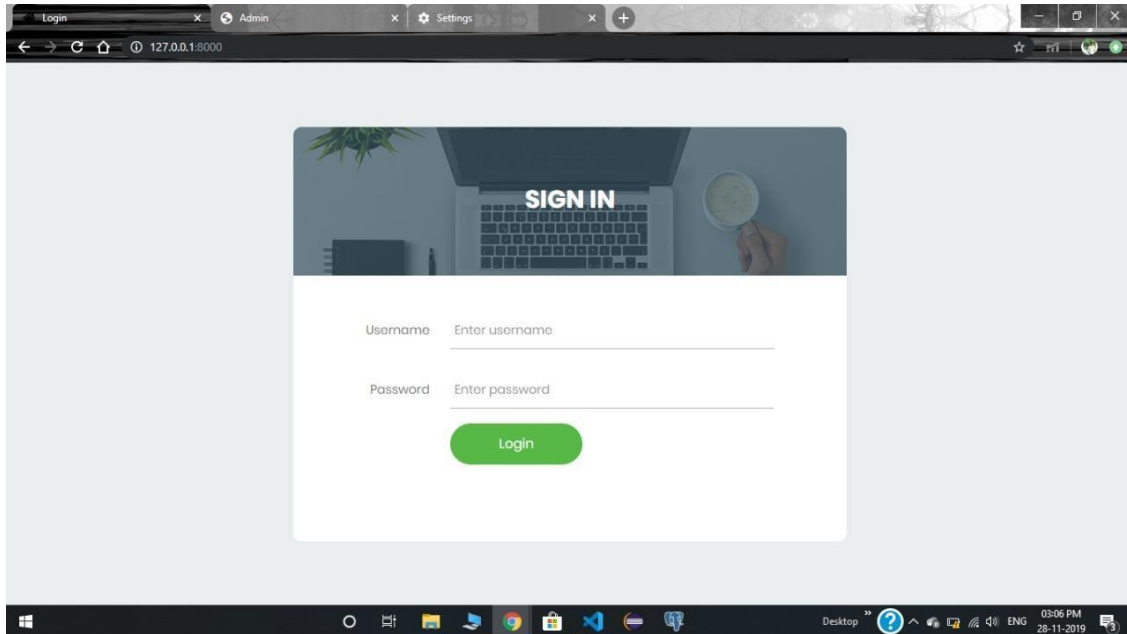 Login
Admin
Settings
127.0.0.1:8000
SIGN IN
Username Enter username
Password Enter password
Login
Desktop
ENG
03:06 PM
28-11-2019
3